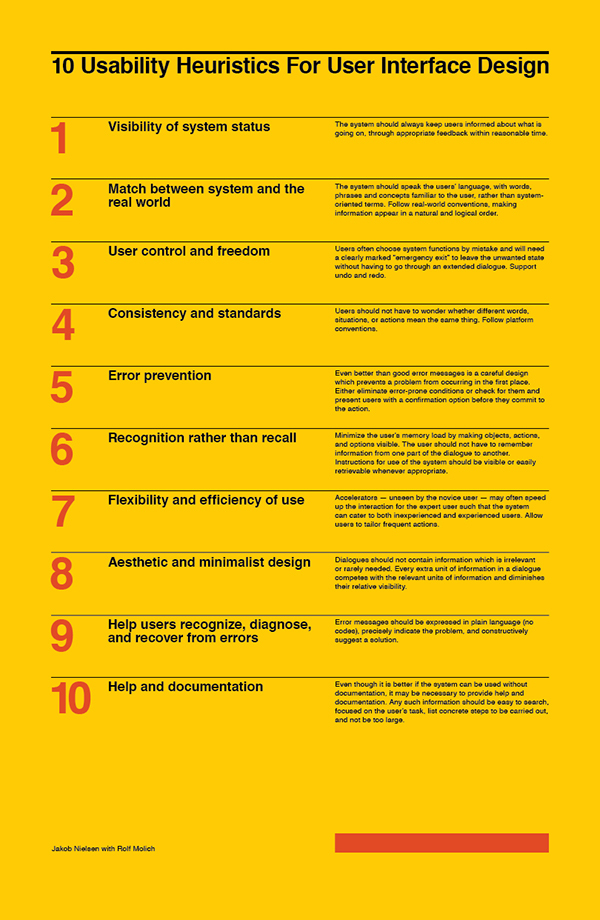 10 Usability Heuristics For User Interface Design
1
Visibility of system status
The system should always keep users informed about what is
going on, through appropriate feedback within reasonable time.
2
Match between system and the
real world
The system should speak the users' language, with words,
phrases and concepts familiar to the user, rather than system-
oriented terms. Follow real-world conventions, making
information appear in a natural and logical order.
3
User control and freedom
Users often choose system functions by mistake and will need
a clearly marked "emergency exit" to leave the unwanted state
without having to go through an extended dialogue. Support
undo and redo.
4
Consistency and standards
Users should not have to wonder whether different words,
situations, or actions mean the same thing. Follow platform
conventions.
5
Error prevention
Even better than good error messages is a careful design
which prevents a problem from occurring in the first place.
Either eliminate error-prone conditions or check for them and
present users with a confirmation option before they commit to
the action.
6
Recognition rather than recall
Minimize the user's memory load by making objects, actions,
and options visible. The user should not have to remember
information from one part of the dialogue to another.
Instructions for use of the system should be visible or easily
retrievable whenever appropriate.
7
Flexibility and efficiency of use
Accelerators — unseen by the novice user — may often speed
up the interaction for the expert user such that the system
can cater to both inexperienced and experienced users. Allow
users to tailor frequent actions.
8
Aesthetic and minimalist design
Dialogues should not contain information which is irrelevant
or rarely needed. Every extra unit of information in a dialogue
competes with the relevant units of information and diminishes
their relative visibility.
9
Help users recognize, diagnose,
and recover from errors
Error messages should be expressed in plain language (no
codes), precisely indicate the problem, and constructively
suggest a solution.
10
Help and documentation
Even though it is better if the system can be used without
documentation, it may be necessary to provide help and
documentation. Any such information should be easy to search,
focused on the user's task, list concrete steps to be carried out,
and not be too large.
Jakob Nielsen with Rolf Molich